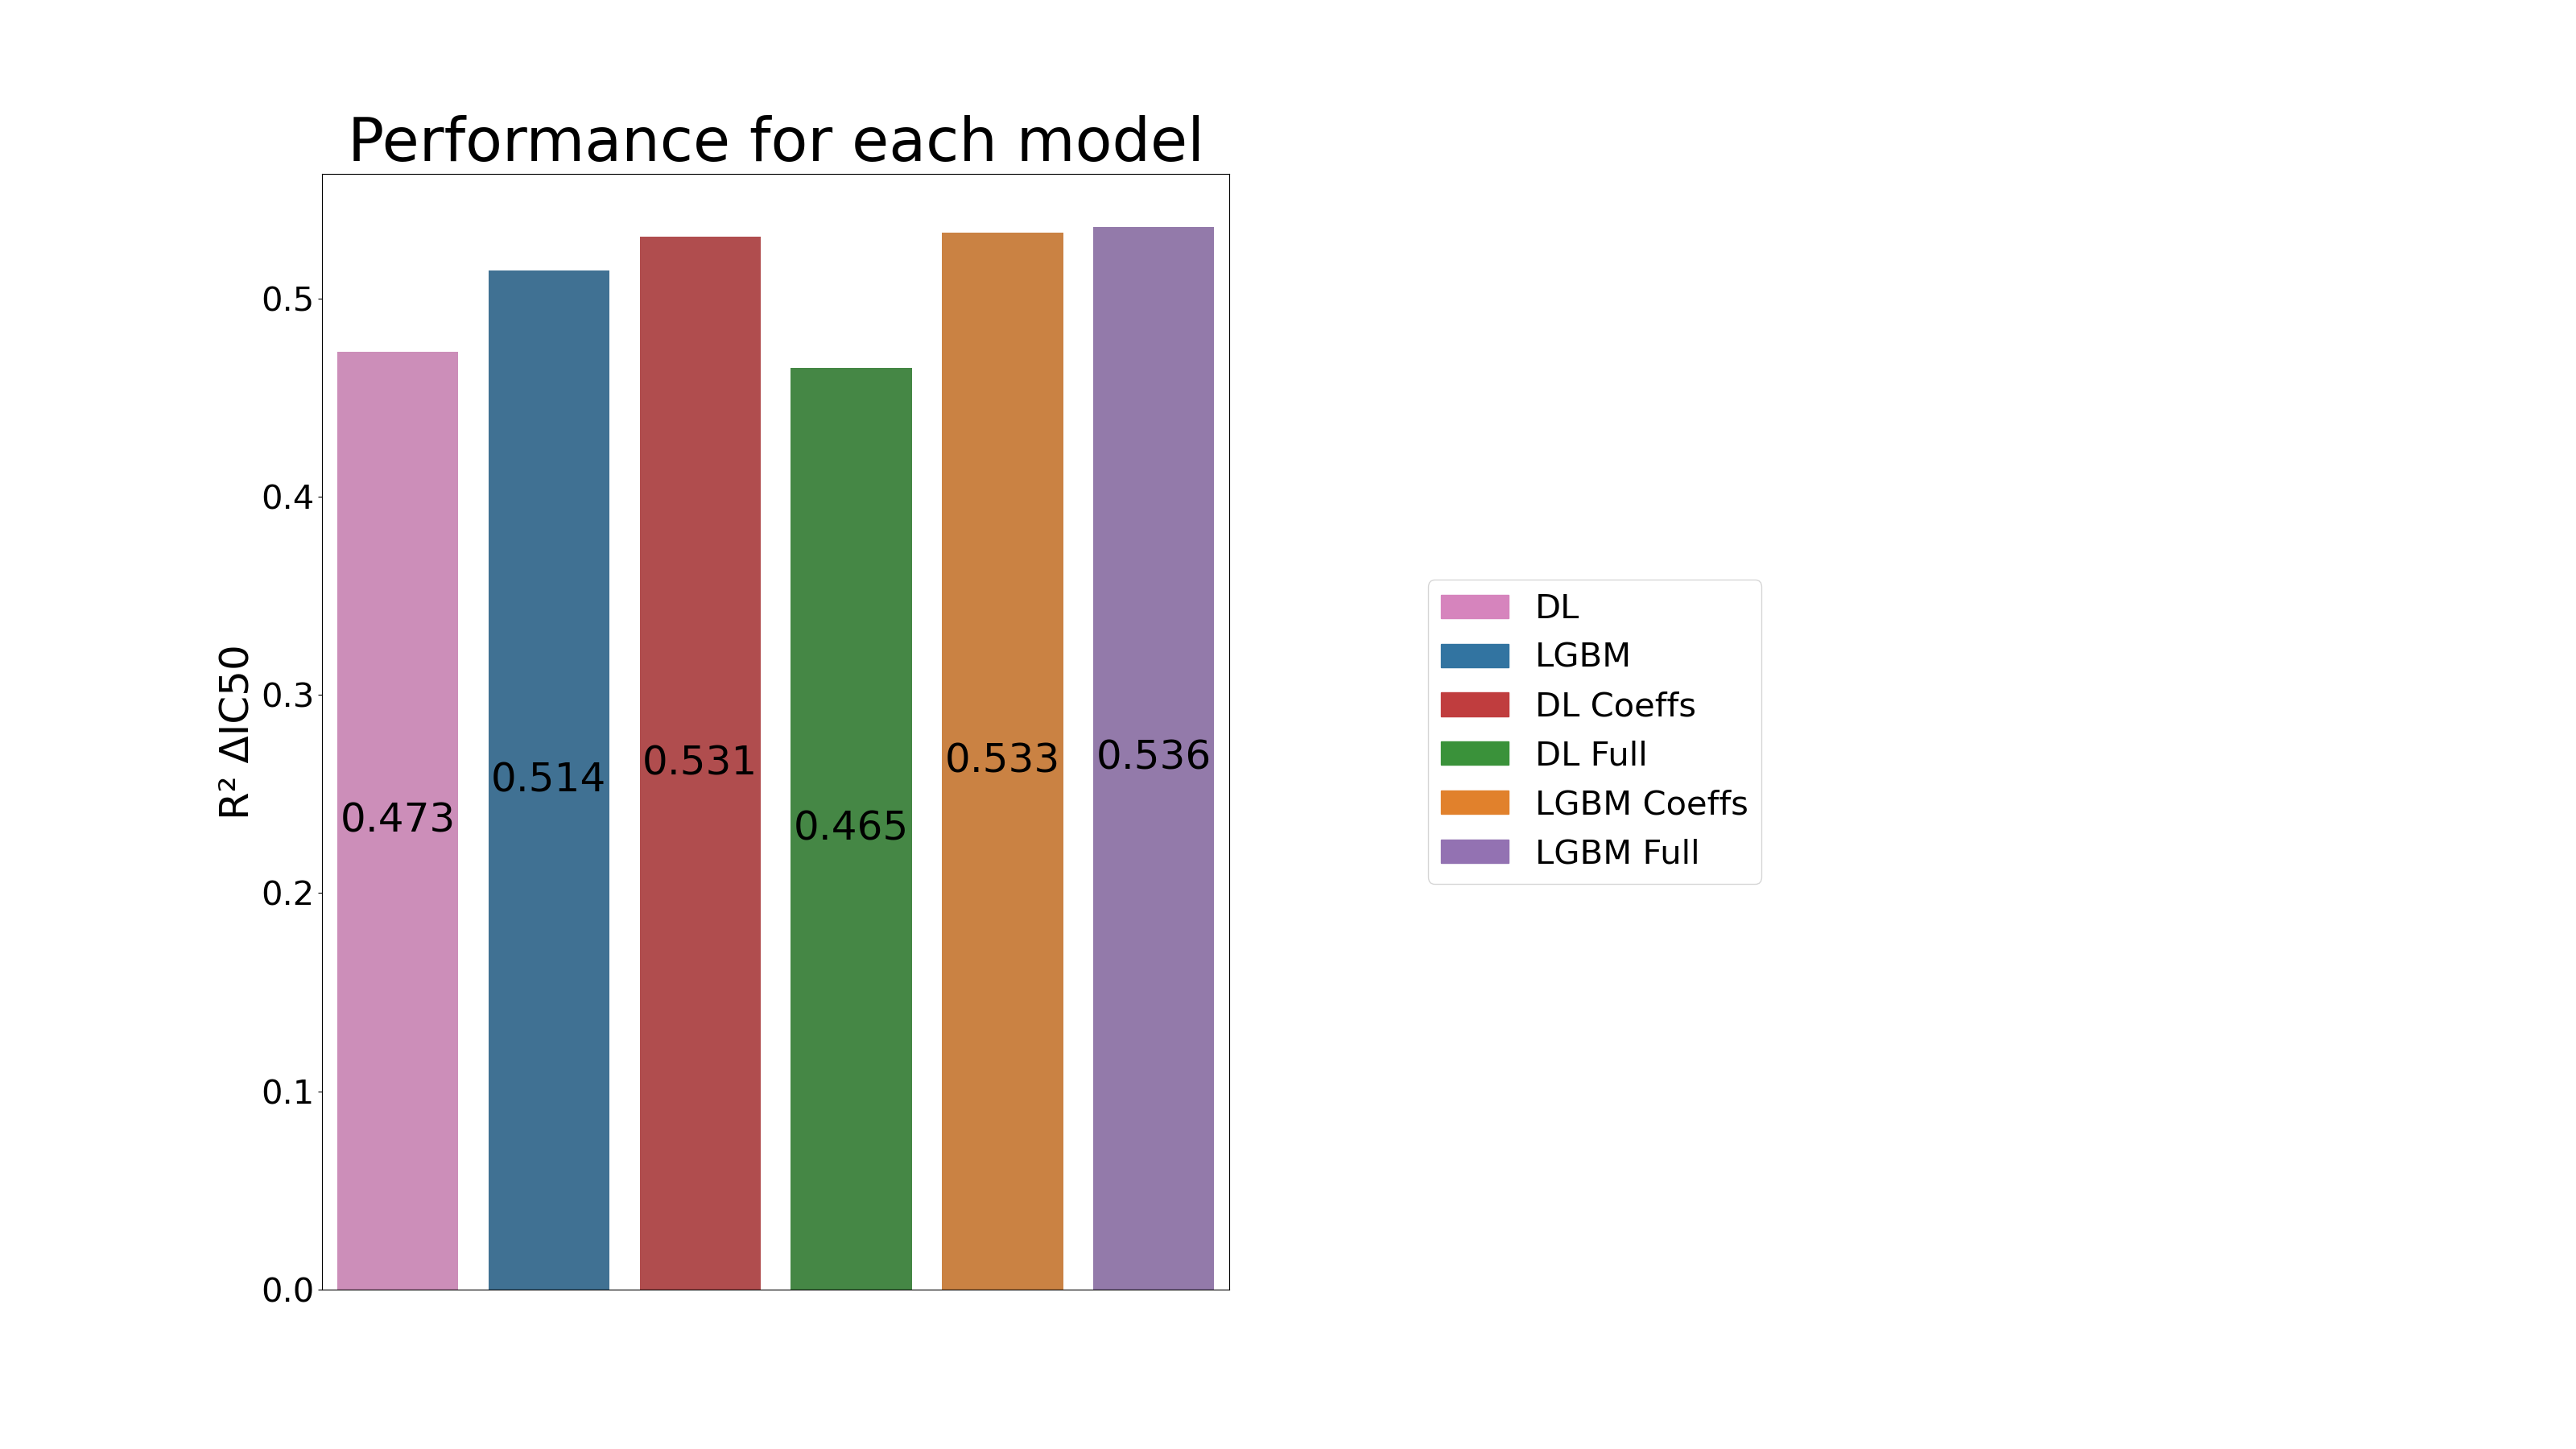 Performance for each model
R² ΔIC50
0.5
0.4
0.3
0.2
0.1
0.0
0.473
0.514
0.531
0.465
0.533
0.536
DL
LGBM
DL Coeffs
DL Full
LGBM Coeffs
LGBM Full